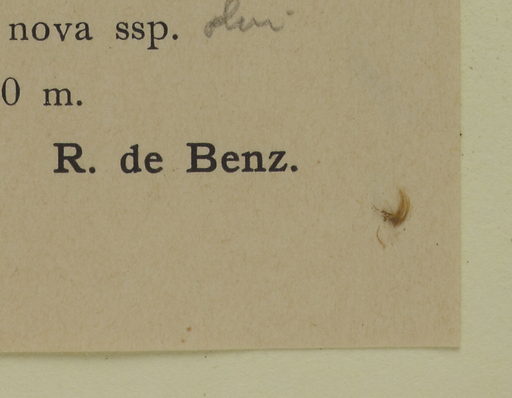 nova ssp.
0 m.
R. de Benz.